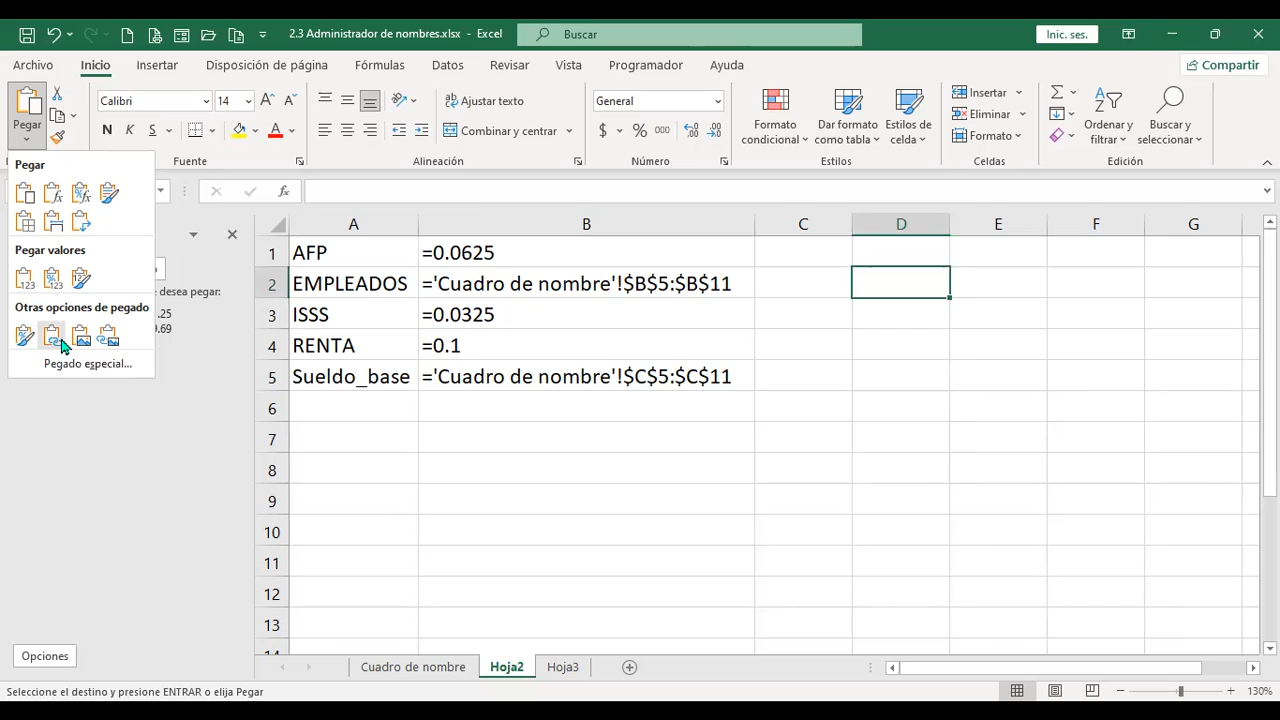 2.3 Administrador de nombres.xlsx - Excel
Buscar
Inic. ses.
Archivo Inicio Insertar Disposición de página Fórmulas Datos Revisar Vista Programador Ayuda
Compartir
Pegar
Calibri 14
N K S
Fuente
Ajustar texto
Combinar y centrar
Alineación
General
$ % 000
Número
Formato condicional
Dar formato como tabla
Estilos de celda
Estilos
Insertar
Eliminar
Formato
Celdas
Ordenar y filtrar
Buscar y seleccionar
Edición
Pegar
Pegar valores
Otras opciones de pegado
Pegado especial...
desea pegar:
.25
9.69
Opciones
A B C D E F G
1 AFP =0.0625
2 EMPLEADOS ='Cuadro de nombre'!$B$5:$B$11
3 ISSS =0.0325
4 RENTA =0.1
5 Sueldo_base ='Cuadro de nombre'!$C$5:$C$11
6
7
8
9
10
11
12
13
Cuadro de nombre Hoja2 Hoja3
Seleccione el destino y presione ENTRAR o elija Pegar
130%